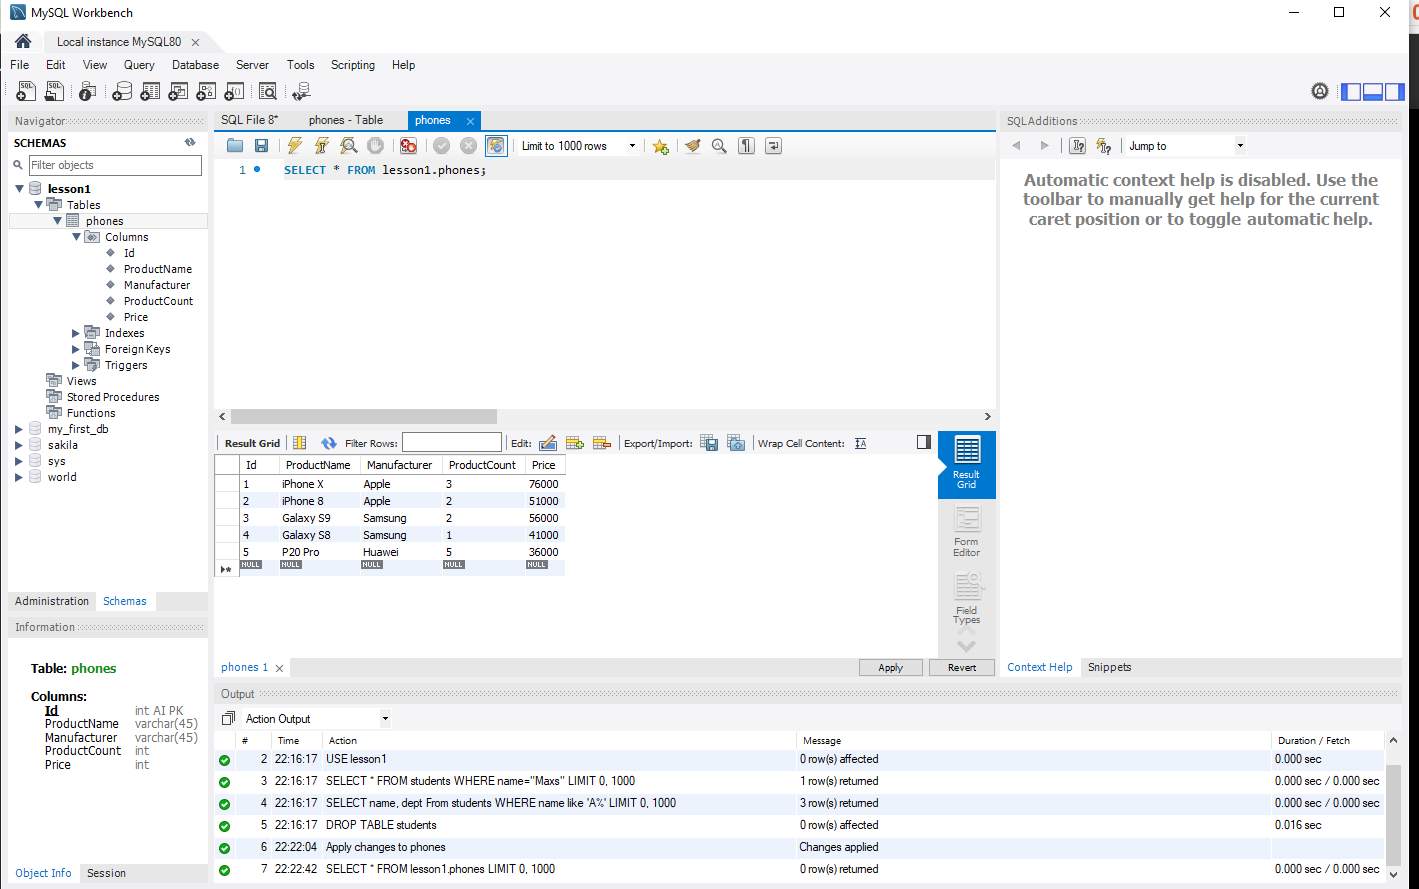 MySQL Workbench
Local instance MySQL80
File Edit View Query Database Server Tools Scripting Help
Navigator
SCHEMAS
Filter objects
lesson1
Tables
phones
Columns
Id
ProductName
Manufacturer
ProductCount
Price
Indexes
Foreign Keys
Triggers
Views
Stored Procedures
Functions
my_first_db
sakila
sys
world
Administration Schemas
Information
Table: phones
Columns:
Id int AI PK
ProductName varchar(45)
Manufacturer varchar(45)
ProductCount int
Price int
Object Info Session
SQL File 8* phones - Table phones
Limit to 1000 rows
1 SELECT * FROM lesson1.phones;
Result Grid Filter Rows: Edit: Export/Import: Wrap Cell Content:
Id ProductName Manufacturer ProductCount Price
1 iPhone X Apple 3 76000
2 iPhone 8 Apple 2 51000
3 Galaxy S9 Samsung 2 56000
4 Galaxy S8 Samsung 1 41000
5 P20 Pro Huawei 5 36000
NULL NULL NULL NULL NULL
Result
Grid
Form
Editor
Field
Types
phones 1 Apply Revert
SQLAdditions
Jump to
Automatic context help is disabled. Use the
toolbar to manually get help for the current
caret position or to toggle automatic help.
Context Help Snippets
Output
Action Output
# Time Action Message Duration / Fetch
2 22:16:17 USE lesson1 0 row(s) affected 0.000 sec
3 22:16:17 SELECT * FROM students WHERE name="Maxs" LIMIT 0, 1000 1 row(s) returned 0.000 sec / 0.000 sec
4 22:16:17 SELECT name, dept From students WHERE name like 'A%' LIMIT 0, 1000 3 row(s) returned 0.000 sec / 0.000 sec
5 22:16:17 DROP TABLE students 0 row(s) affected 0.016 sec
6 22:22:04 Apply changes to phones Changes applied
7 22:22:42 SELECT * FROM lesson1.phones LIMIT 0, 1000 0 row(s) returned 0.000 sec / 0.000 sec